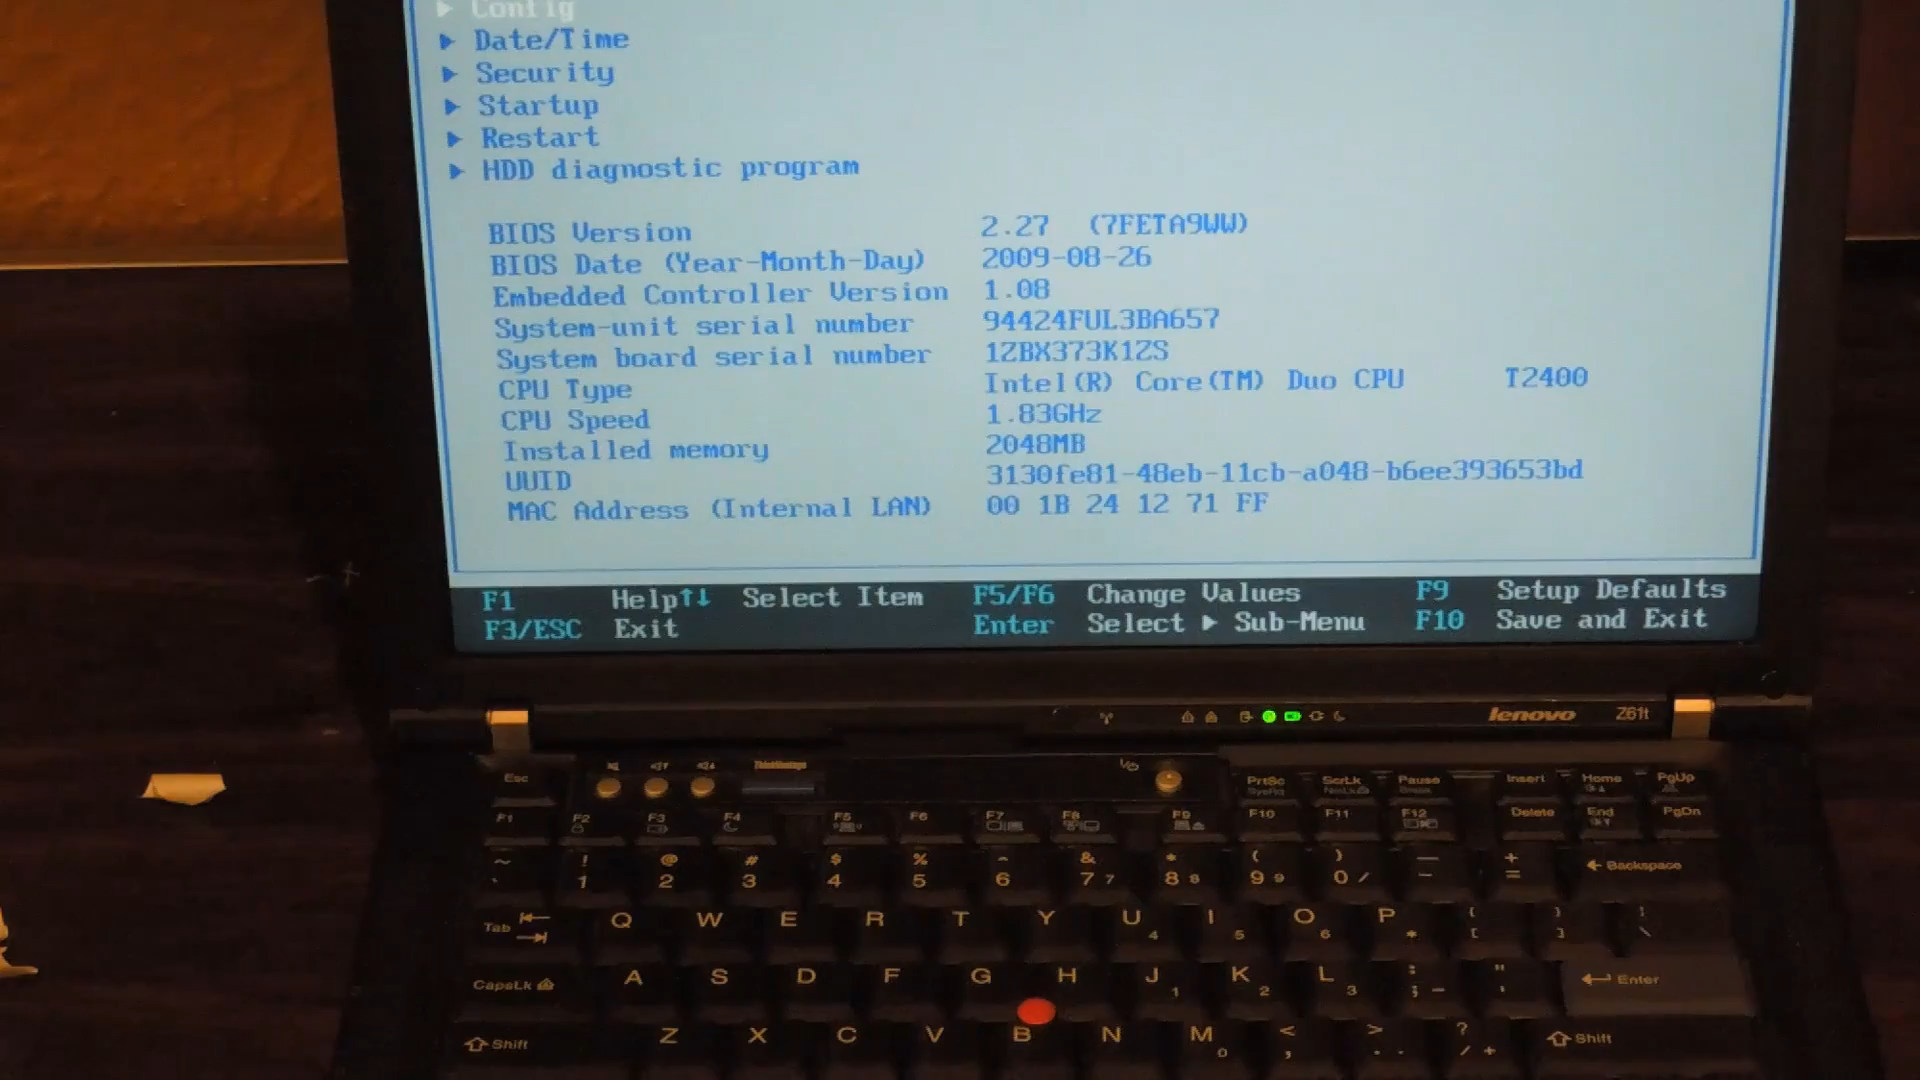 ▶ Config
▶ Date/Time
▶ Security
▶ Startup
▶ Restart
▶ HDD diagnostic program
BIOS Version 2.27 (7FETA9WW)
BIOS Date (Year-Month-Day) 2009-08-26
Embedded Controller Version 1.08
System-unit serial number 94424FUL3BA657
System board serial number 1ZBX373K1ZS
CPU Type Intel(R) Core(TM) Duo CPU T2400
CPU Speed 1.83GHz
Installed memory 2048MB
UUID 3130fe81-48eb-11cb-a048-b6ee393653bd
MAC Address (Internal LAN) 00 1B 24 12 71 FF
F1 Help ↑↓ Select Item F5/F6 Change Values F9 Setup Defaults
F3/ESC Exit Enter Select ▶ Sub-Menu F10 Save and Exit
lenovo Z61t
Esc PrtSc SysRq ScrLk NmLk Pause Break Insert Home PgUp
F1 F2 F3 F4 F5 F6 F7 F8 F9 F10 F11 F12 Delete End PgDn
~ ! @ # $ % ^ & * ( ) — +
` 1 2 3 4 5 6 7 7 8 8 9 9 0 / - = ← Backspace
Tab Q W E R T Y U 4 I 5 O 6 P * { [ } ] | \
CapsLk A S D F G H J 1 K 2 L 3 : ; - " ' Enter
Shift Z X C V B N M 0 < , > . . ? / + Shift